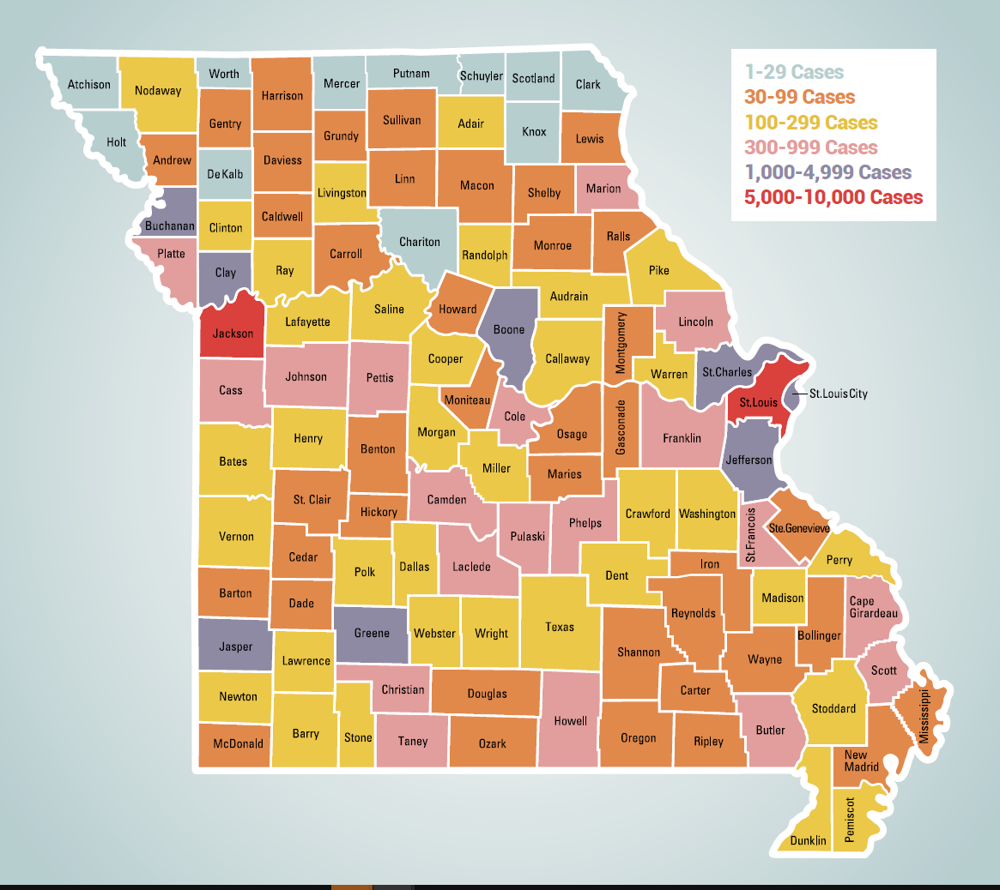 1-29 Cases
30-99 Cases
100-299 Cases
300-999 Cases
1,000-4,999 Cases
5,000-10,000 Cases
Atchison
Nodaway
Worth
Harrison
Mercer
Putnam
Schuyler
Scotland
Clark
Holt
Andrew
Gentry
De Kalb
Daviess
Grundy
Sullivan
Adair
Knox
Lewis
Buchanan
Clinton
Caldwell
Livingston
Linn
Macon
Shelby
Marion
Platte
Clay
Ray
Carroll
Chariton
Randolph
Monroe
Ralls
Pike
Jackson
Lafayette
Saline
Howard
Boone
Audrain
Callaway
Montgomery
Lincoln
Warren
St.Charles
St,Louis
St.Louis City
Cass
Johnson
Pettis
Cooper
Moniteau
Cole
Osage
Gasconade
Franklin
Jefferson
Bates
Henry
Benton
Morgan
Miller
Maries
Camden
Phelps
Crawford
Washington
St.Francois
Ste.Genevieve
Perry
Vernon
St. Clair
Hickory
Cedar
Polk
Dallas
Laclede
Pulaski
Dent
Iron
Madison
Cape
Girardeau
Barton
Dade
Greene
Webster
Wright
Texas
Shannon
Reynolds
Wayne
Bollinger
Scott
Mississippi
Jasper
Lawrence
Christian
Douglas
Howell
Carter
Butler
Stoddard
Newton
McDonald
Barry
Stone
Taney
Ozark
Oregon
Ripley
New
Madrid
Dunklin
Pemiscot